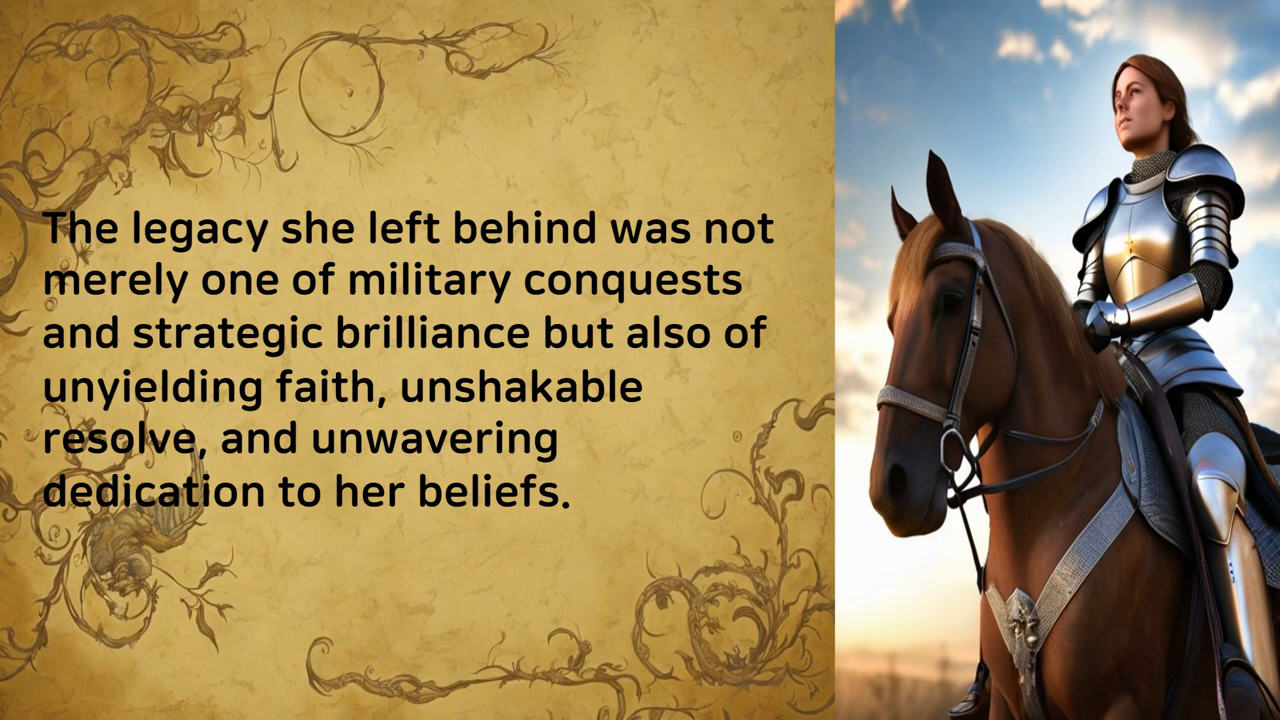 The legacy she left behind was not
merely one of military conquests
and strategic brilliance but also of
unyielding faith, unshakable
resolve, and unwavering
dedication to her beliefs.